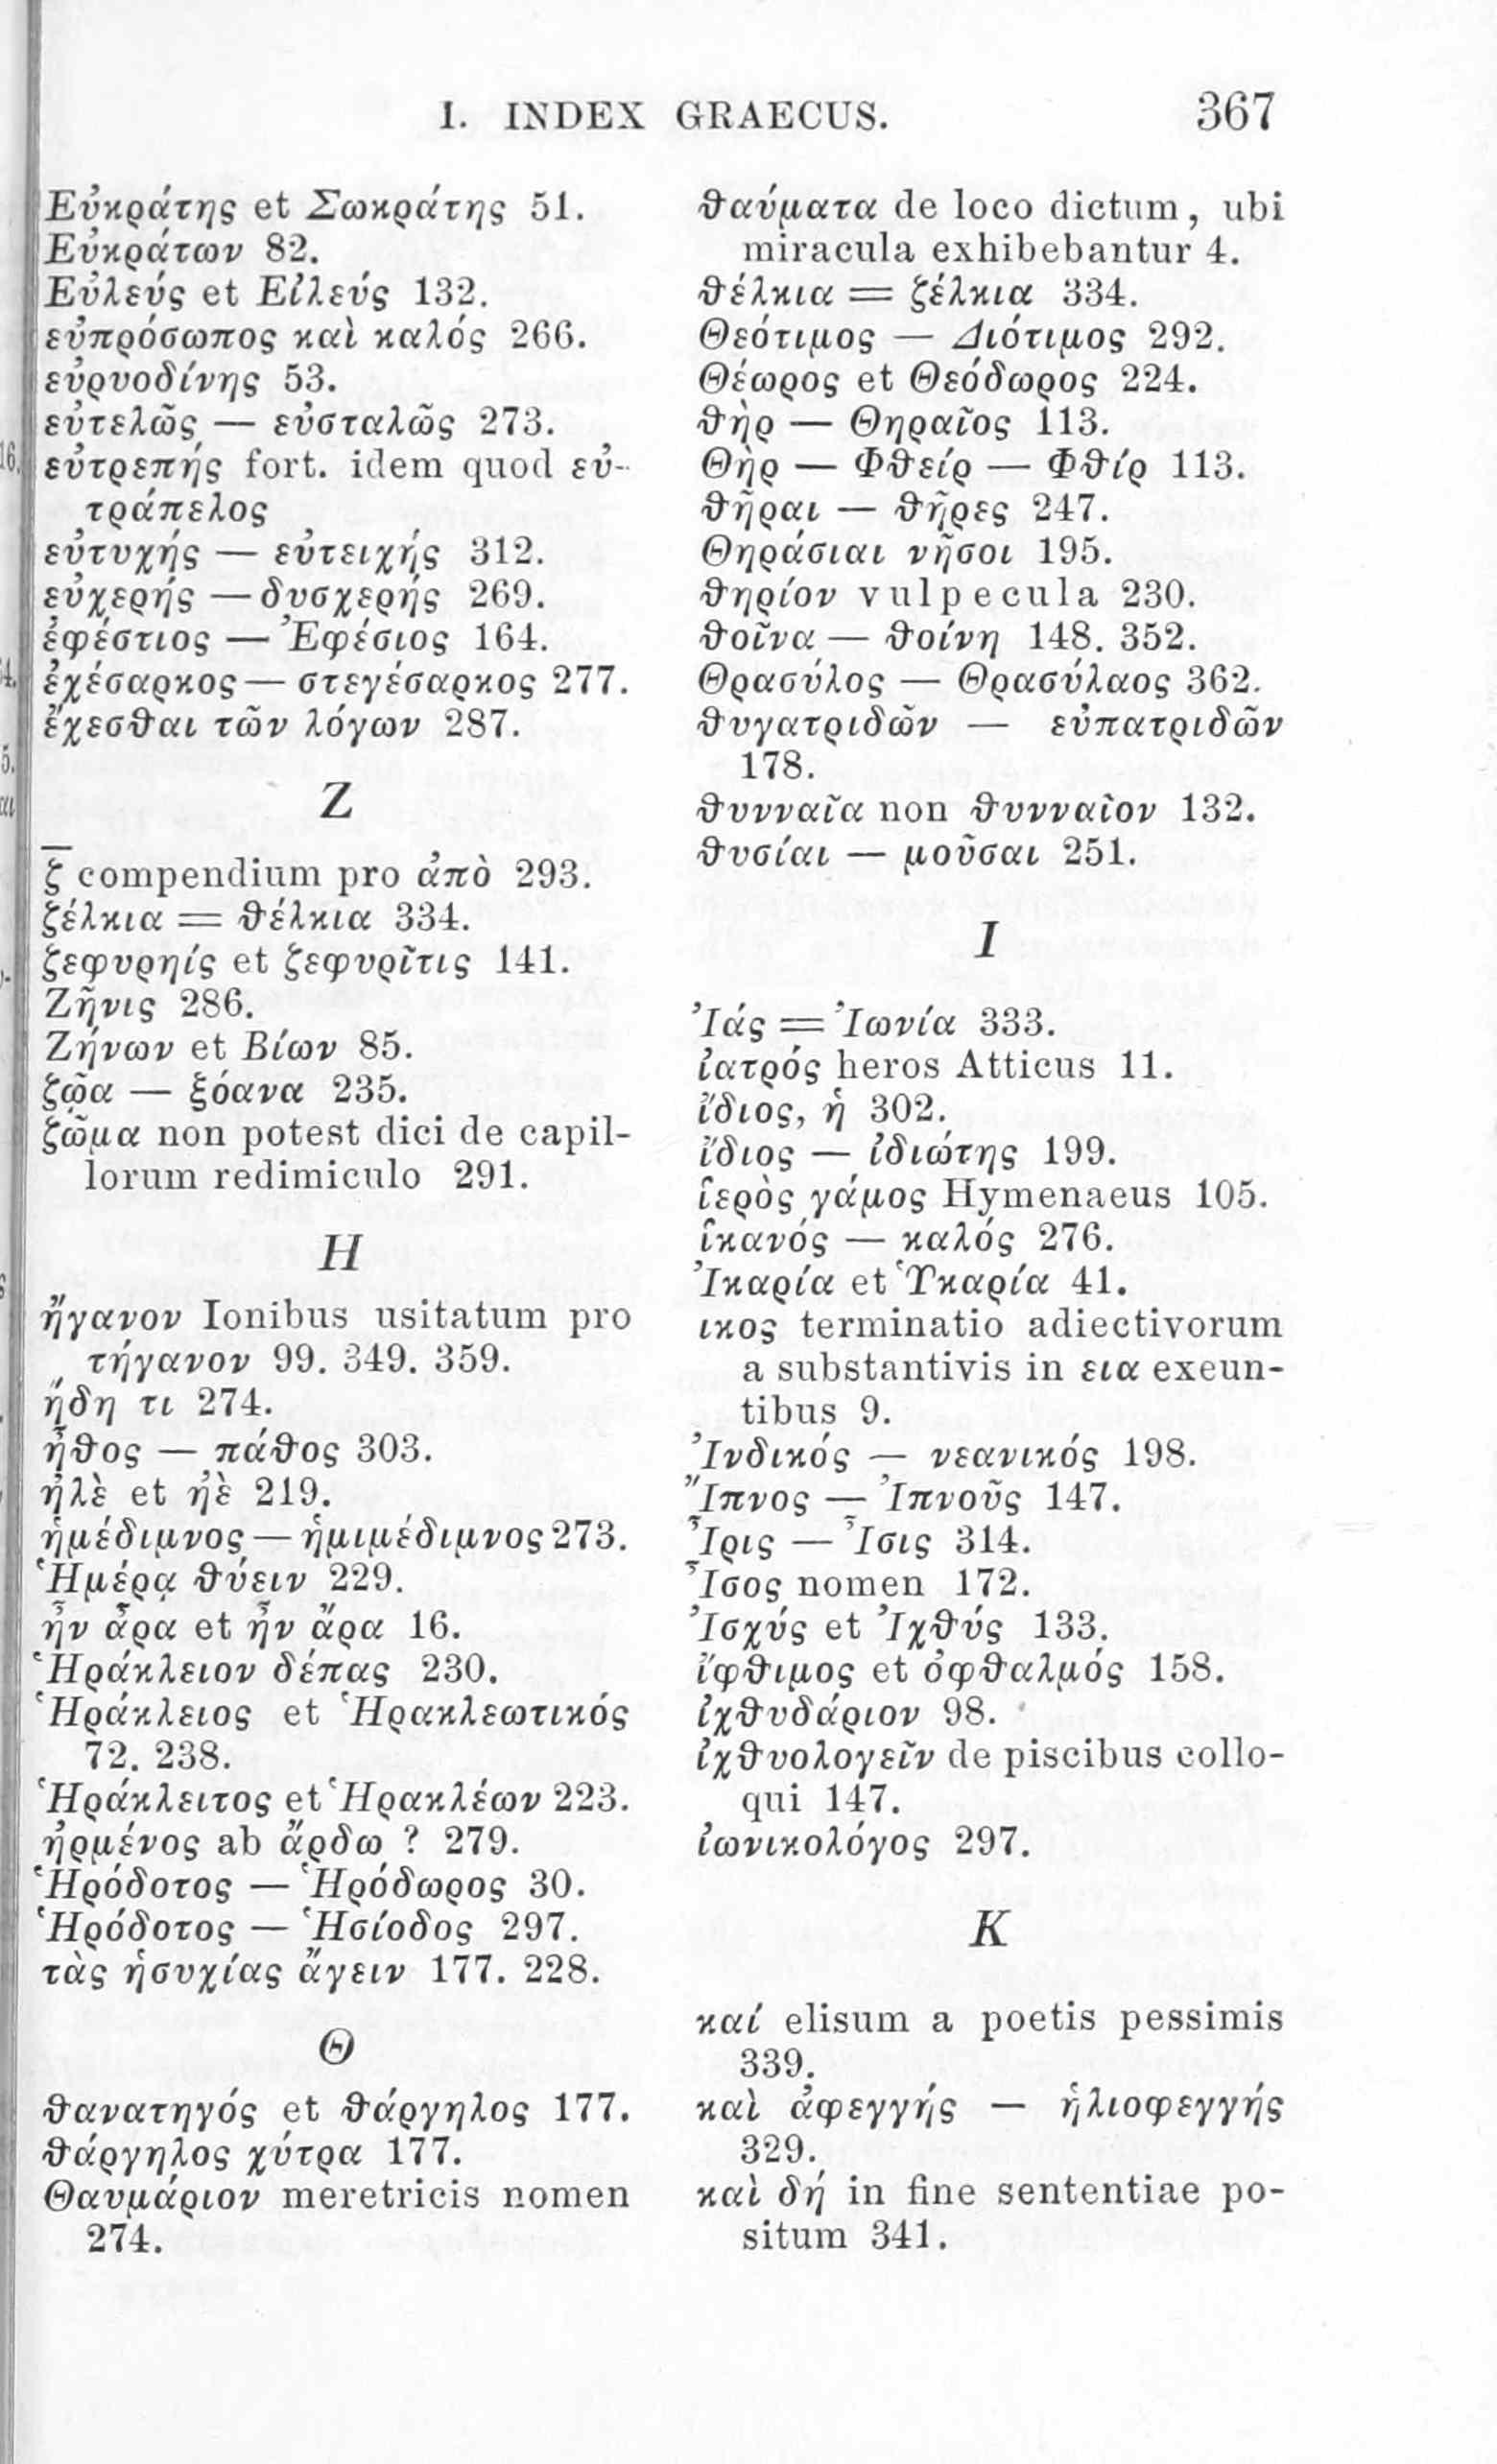 I. INDEX GRAECUS. 367
Εὐκράτης et Σωκράτης 51.
Εὐκράτων 82.
Εὐλεύς et Εἰλεύς 132.
εὐπρόσωπος καὶ καλός 266.
εὐρυοδίνης 53.
εὐτελῶς — εὐσταλῶς 273.
εὐτρεπής fort. idem quod εὐ-
τράπελος
εὐτυχής — εὐτειχής 312.
εὐχερής — δυσχερής 269.
ἐφέστιος — Ἐφέσιος 164.
ἐχέσαρκος — στεγέσαρκος 277.
ἔχεσθαι τῶν λόγων 287.
Ζ
ζ̅ compendium pro ἀπὸ 293.
ζέλκια = θέλκια 334.
ζεφυρηίς et ζεφυρῖτις 141.
Ζῆνις 286.
Ζήνων et Βίων 85.
ζῷα — ξόανα 235.
ζῶμα non potest dici de capil-
lorum redimiculo 291.
Η
ἤγανον Ionibus usitatum pro
τήγανον 99. 349. 359.
ἤδη τι 274.
ἦθος — πάθος 303.
ἠλὲ et ἠὲ 219.
ἡμέδιμνος — ἡμιμέδιμνος 273.
Ἡμέρᾳ θύειν 229.
ἦν ἆρα et ἦν ἄρα 16.
Ἡράκλειον δέπας 230.
Ἡράκλειος et Ἡρακλεωτικός
72. 238.
Ἡράκλειτος et Ἡρακλέων 223.
ἠρμένος ab ἄρδω ? 279.
Ἡρόδοτος — Ἡρόδωρος 30.
Ἡρόδοτος — Ἡσίοδος 297.
τὰς ἡσυχίας ἄγειν 177. 228.
Θ
θανατηγός et θάργηλος 177.
θάργηλος χύτρα 177.
Θαυμάριον meretricis nomen
274.
θαύματα de loco dictum, ubi
miracula exhibebantur 4.
θέλκια = ζέλκια 334.
Θεότιμος — Διότιμος 292.
Θέωρος et Θεόδωρος 224.
θὴρ — Θηραῖος 113.
Θὴρ — Φθείρ — Φθίρ 113.
θῆραι — θῆρες 247.
Θηράσιαι νῆσοι 195.
θηρίον vulpecula 230.
θοῖνα — θοίνη 148. 352.
Θρασύλος — Θρασύλαος 362.
θυγατριδῶν — εὐπατριδῶν
178.
θυνναῖα non θυνναῖον 132.
θυσίαι — μοῦσαι 251.
Ι
Ἰάς = Ἰωνία 333.
ἰατρός heros Atticus 11.
ἴδιος, ἡ 302.
ἴδιος — ἰδιώτης 199.
ἱερὸς γάμος Hymenaeus 105.
ἱκανός — καλός 276.
Ἰκαρία et Ὑκαρία 41.
ικος terminatio adiectivorum
a substantivis in εια exeun-
tibus 9.
Ἰνδικός — νεανικός 198.
Ἴπνος — Ἰπνοῦς 147.
Ἶρις — Ἶσις 314.
Ἶσος nomen 172.
Ἰσχύς et Ἰχθύς 133.
ἴφθιμος et ὀφθαλμός 158.
ἰχθυδάριον 98.
ἰχθυολογεῖν de piscibus collo-
qui 147.
ἰωνικολόγος 297.
Κ
καί elisum a poetis pessimis
339.
καὶ ἀφεγγής — ἡλιοφεγγής
329.
καὶ δή in fine sententiae po-
situm 341.